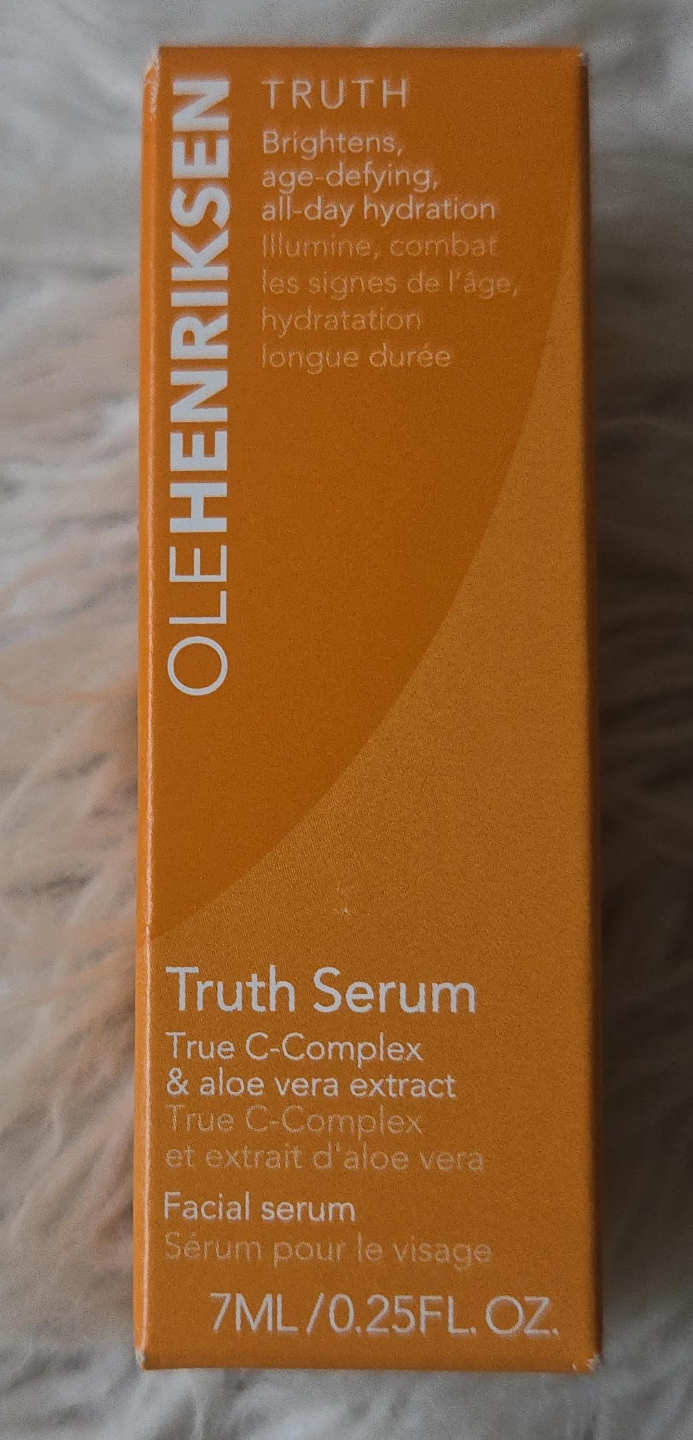 OLEHENRIKSEN
TRUTH
Brightens,
age-defying,
all-day hydration
Illumine, combat
les signes de l'âge,
hydratation
longue durée
Truth Serum
True C-Complex
& aloe vera extract
True C-Complex
et extrait d'aloe vera
Facial serum
Sérum pour le visage
7ML/0.25FL. OZ.